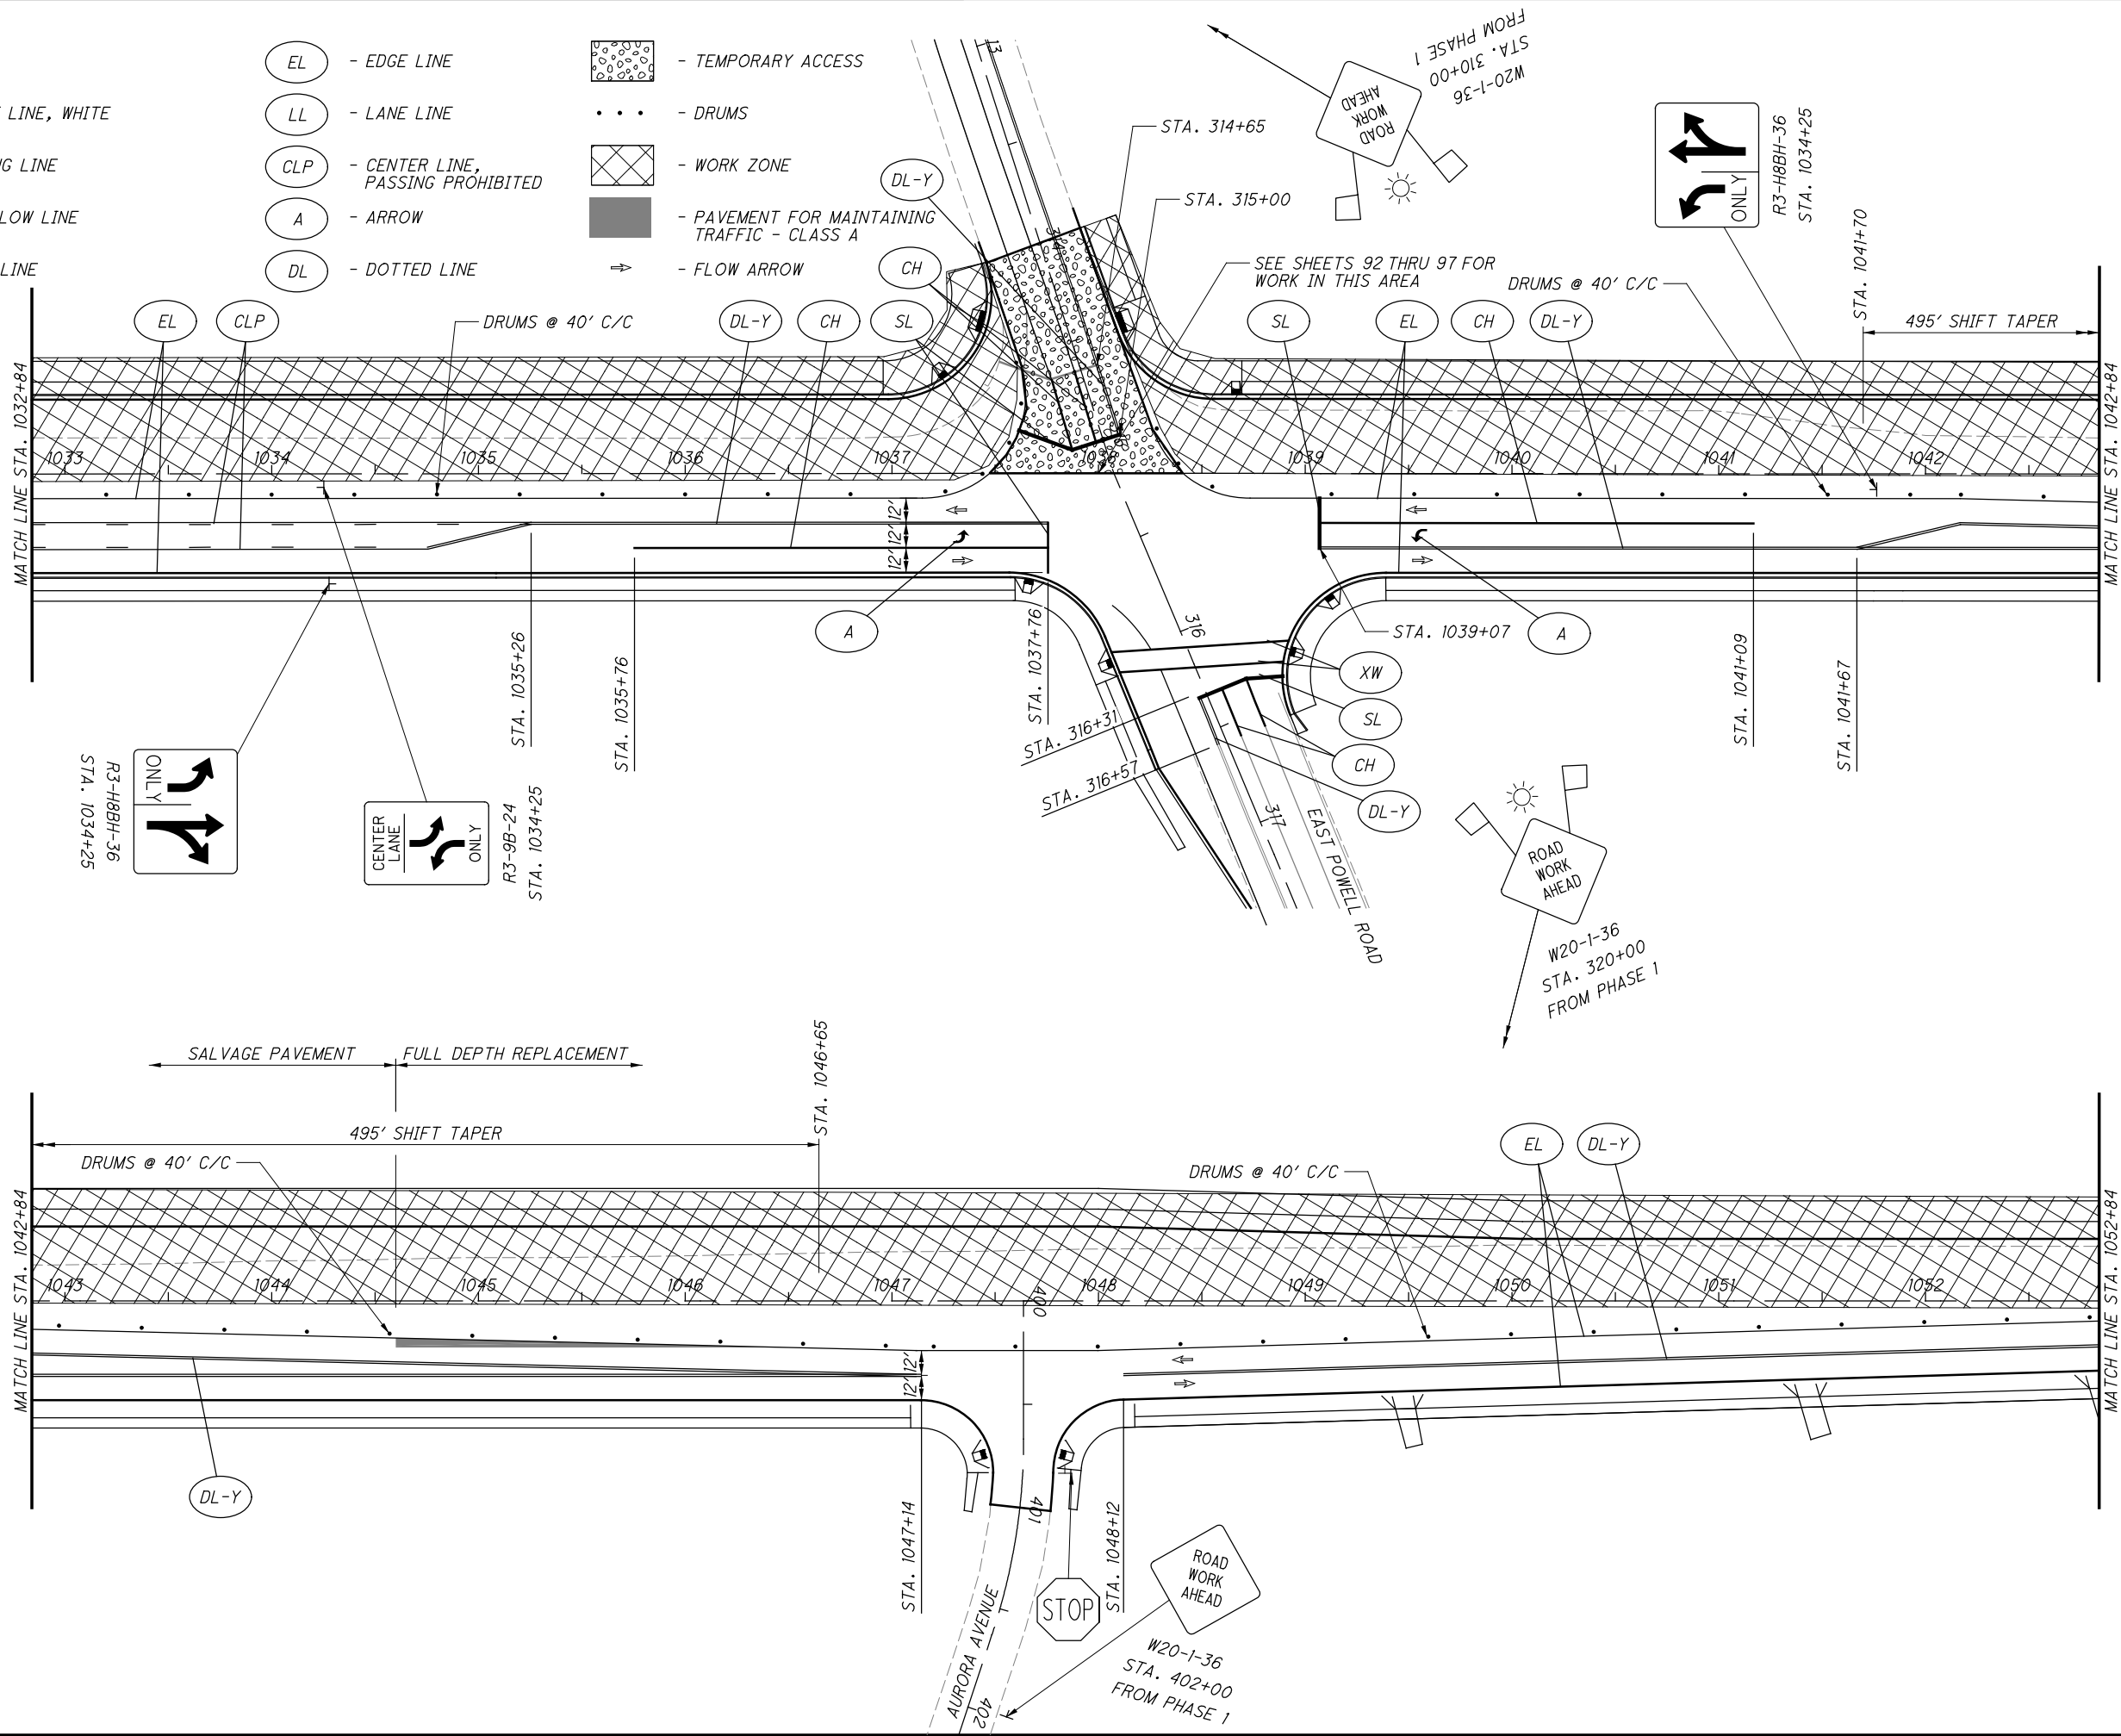 LINE, WHITE
G LINE
LOW LINE
LINE
EL - EDGE LINE
LL - LANE LINE
CLP - CENTER LINE,
PASSING PROHIBITED
A - ARROW
DL - DOTTED LINE
- TEMPORARY ACCESS
- DRUMS
- WORK ZONE
- PAVEMENT FOR MAINTAINING
TRAFFIC - CLASS A
- FLOW ARROW
13
314
STA. 314+65
STA. 315+00
W20-1-36
STA. 310+00
FROM PHASE 1
ROAD
WORK
AHEAD
ONLY
R3-H8BH-36
STA. 1034+25
STA. 1041+70
495' SHIFT TAPER
SEE SHEETS 92 THRU 97 FOR
WORK IN THIS AREA
DRUMS @ 40' C/C
DL-Y
CH
EL
CLP
DRUMS @ 40' C/C
DL-Y
CH
SL
SL
EL
CH
DL-Y
MATCH LINE STA. 1032+84
MATCH LINE STA. 1042+84
1033
1034
1035
1036
1037
1038
1039
1040
1041
1042
12'
12'
12'
A
STA. 1035+26
STA. 1035+76
STA. 1037+76
STA. 1039+07
A
STA. 1041+09
STA. 1041+67
316
XW
SL
CH
DL-Y
STA. 316+31
STA. 316+57
317
EAST POWELL ROAD
ONLY
R3-H8BH-36
STA. 1034+25
CENTER
LANE
ONLY
R3-9B-24
STA. 1034+25
ROAD
WORK
AHEAD
W20-1-36
STA. 320+00
FROM PHASE 1
SALVAGE PAVEMENT
FULL DEPTH REPLACEMENT
495' SHIFT TAPER
STA. 1046+65
DRUMS @ 40' C/C
DRUMS @ 40' C/C
EL
DL-Y
MATCH LINE STA. 1042+84
MATCH LINE STA. 1052+84
1043
1044
1045
1046
1047
1048
1049
1050
1051
1052
400
12'
12'
DL-Y
401
STA. 1047+14
STA. 1048+12
STOP
AURORA AVENUE
402
ROAD
WORK
AHEAD
W20-1-36
STA. 402+00
FROM PHASE 1